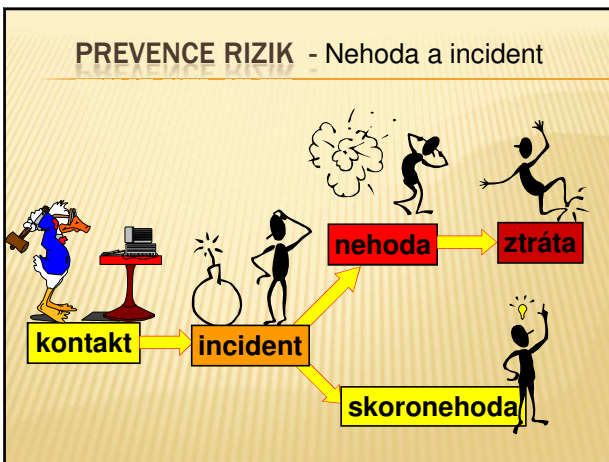 PREVENCE RIZIK - Nehoda a incident
nehoda
ztráta
kontakt
incident
skoronehoda